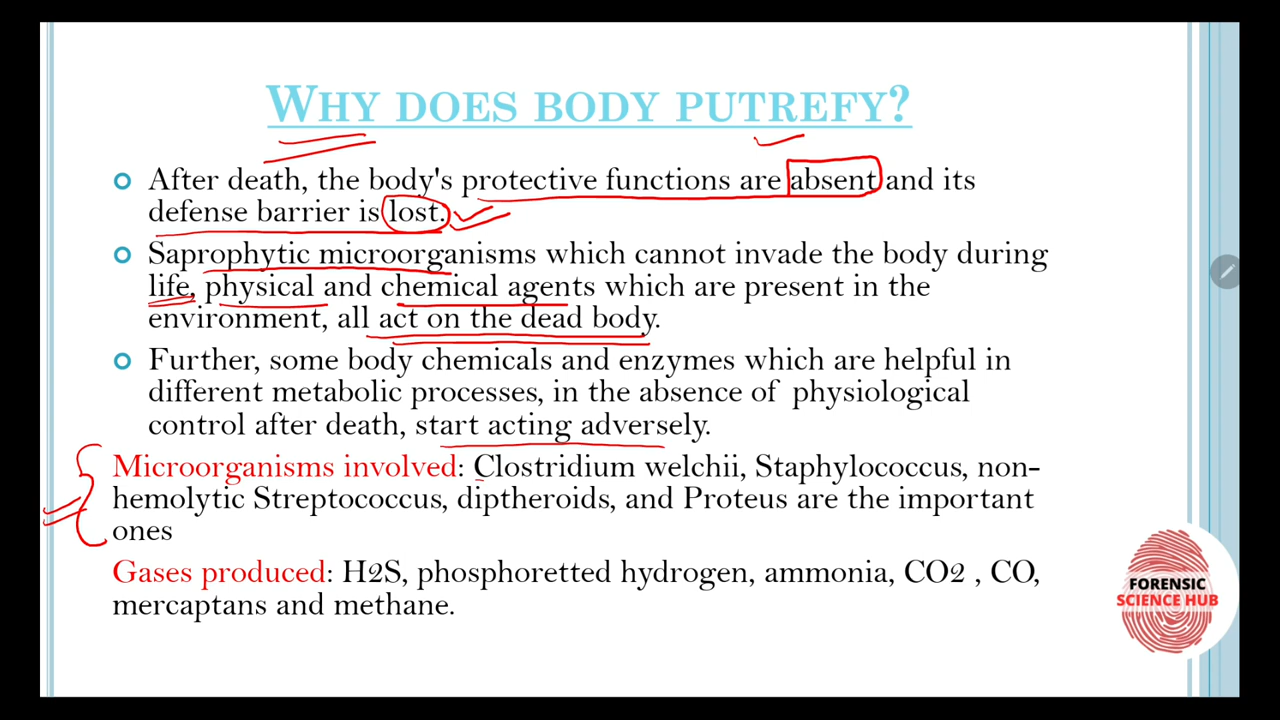 WHY DOES BODY PUTREFY?
After death, the body's protective functions are absent and its
defense barrier is lost.
Saprophytic microorganisms which cannot invade the body during
life, physical and chemical agents which are present in the
environment, all act on the dead body.
Further, some body chemicals and enzymes which are helpful in
different metabolic processes, in the absence of physiological
control after death, start acting adversely.
Microorganisms involved: Clostridium welchii, Staphylococcus, non-
hemolytic Streptococcus, diptheroids, and Proteus are the important
ones
Gases produced: H2S, phosphoretted hydrogen, ammonia, CO2 , CO,
mercaptans and methane.
FORENSIC
SCIENCE HUB